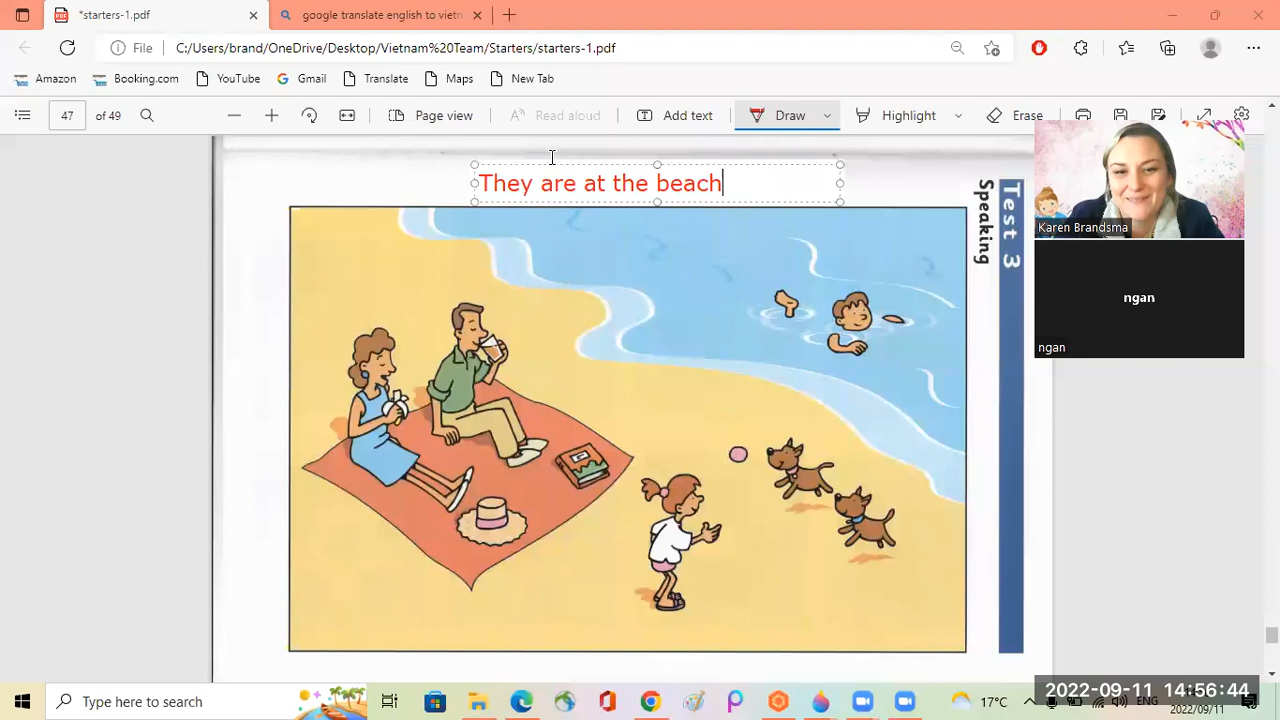 *starters-1.pdf
google translate english to vietn
File
C:/Users/brand/OneDrive/Desktop/Vietnam%20Team/Starters/starters-1.pdf
Amazon
Booking.com
YouTube
Gmail
Translate
Maps
New Tab
47 of 49
Page view
Read aloud
Add text
Draw
Highlight
Erase
They are at the beach
Test 3
Speaking
Karen Brandsma
ngan
ngan
Type here to search
17°C
ENG
2022-09-11 14:56:44
2022/09/11